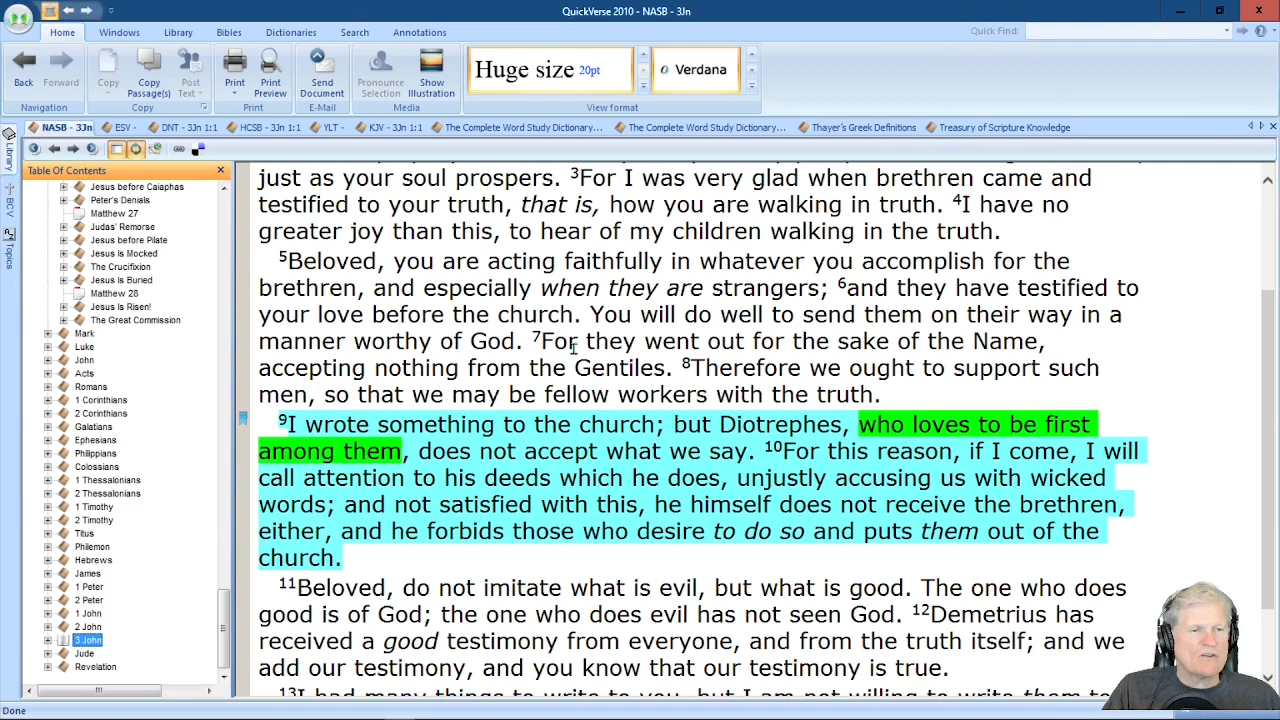 QuickVerse 2010 - NASB - 3Jn
Home Windows Library Bibles Dictionaries Search Annotations
Quick Find:
Back Forward Copy Copy Passage(s) Post Text Print Print Preview Send Document Pronounce Selection Show Illustration
Huge size 20pt
O Verdana
Navigation Copy Print E-Mail Media View format
NASB - 3Jn ESV - DNT - 3Jn 1:1 HCSB - 3Jn 1:1 YLT - KJV - 3Jn 1:1 The Complete Word Study Dictionary... The Complete Word Study Dictionary... Thayer's Greek Definitions Treasury of Scripture Knowledge
Library
BCV
Topics
Table Of Contents
Jesus before Caiaphas
Peter's Denials
Matthew 27
Judas' Remorse
Jesus before Pilate
Jesus Is Mocked
The Crucifixion
Jesus Is Buried
Matthew 28
Jesus Is Risen!
The Great Commission
Mark
Luke
John
Acts
Romans
1 Corinthians
2 Corinthians
Galatians
Ephesians
Philippians
Colossians
1 Thessalonians
2 Thessalonians
1 Timothy
2 Timothy
Titus
Philemon
Hebrews
James
1 Peter
2 Peter
1 John
2 John
3 John
Jude
Revelation
just as your soul prospers. 3For I was very glad when brethren came and
testified to your truth, that is, how you are walking in truth. 4I have no
greater joy than this, to hear of my children walking in the truth.
5Beloved, you are acting faithfully in whatever you accomplish for the
brethren, and especially when they are strangers; 6and they have testified to
your love before the church. You will do well to send them on their way in a
manner worthy of God. 7For they went out for the sake of the Name,
accepting nothing from the Gentiles. 8Therefore we ought to support such
men, so that we may be fellow workers with the truth.
9I wrote something to the church; but Diotrephes, who loves to be first
among them, does not accept what we say. 10For this reason, if I come, I will
call attention to his deeds which he does, unjustly accusing us with wicked
words; and not satisfied with this, he himself does not receive the brethren,
either, and he forbids those who desire to do so and puts them out of the
church.
11Beloved, do not imitate what is evil, but what is good. The one who does
good is of God; the one who does evil has not seen God. 12Demetrius has
received a good testimony from everyone, and from the truth itself; and we
add our testimony, and you know that our testimony is true.
13I had many things to write to you, but I am not willing to write them to
Done